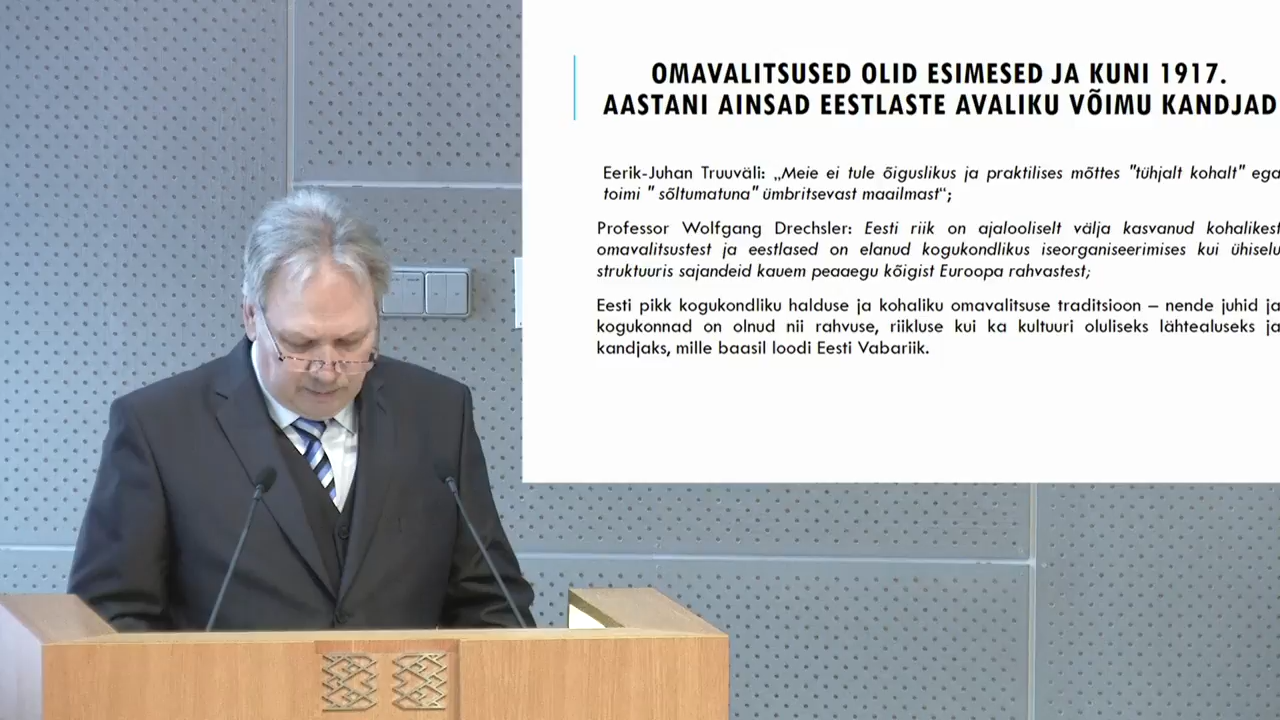 OMAVALITSUSED OLID ESIMESED JA KUNI 1917.
AASTANI AINSAD EESTLASTE AVALIKU VÕIMU KANDJAD
Eerik-Juhan Truuväli: „Meie ei tule õiguslikus ja praktilises mõttes "tühjalt kohalt" ega
toimi " sõltumatuna" ümbritsevast maailmast“;
Professor Wolfgang Drechsler: Eesti riik on ajalooliselt välja kasvanud kohalikest
omavalitsustest ja eestlased on elanud kogukondlikus iseorganiseerimises kui ühiselu
struktuuris sajandeid kauem peaaegu kõigist Euroopa rahvastest;
Eesti pikk kogukondliku halduse ja kohaliku omavalitsuse traditsioon – nende juhid ja
kogukonnad on olnud nii rahvuse, riikluse kui ka kultuuri oluliseks lähtealuseks ja
kandjaks, mille baasil loodi Eesti Vabariik.